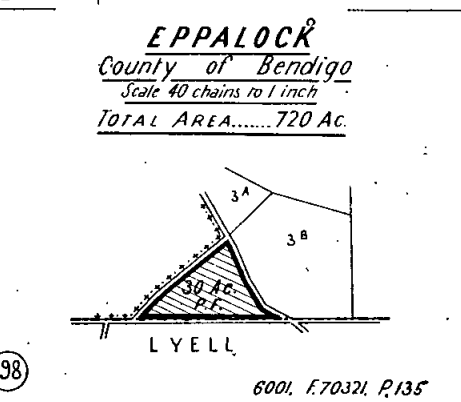 EPPALOCK
County of Bendigo
Scale 40 chains to 1 inch
TOTAL AREA.......720 AC.
3A
3B
30 AC.
P.F.
LYELL
98
6001, F.70321, P.135